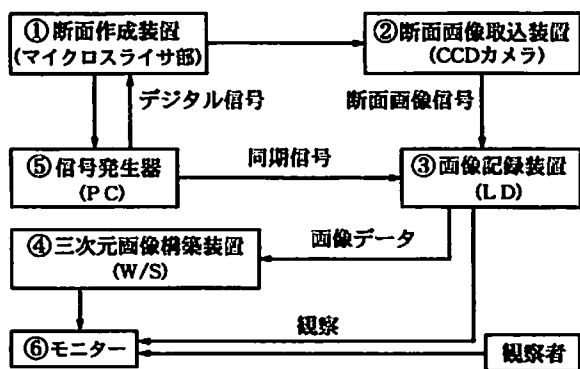 ①断面作成装置
(マイクロスライサ部)
②断面画像取込装置
(CCDカメラ)
デジタル信号
断面画像信号
⑤信号発生器
(PC)
同期信号
③画像記録装置
(LD)
画像データ
④三次元画像構築装置
(W/S)
観察
⑥モニター
観察者